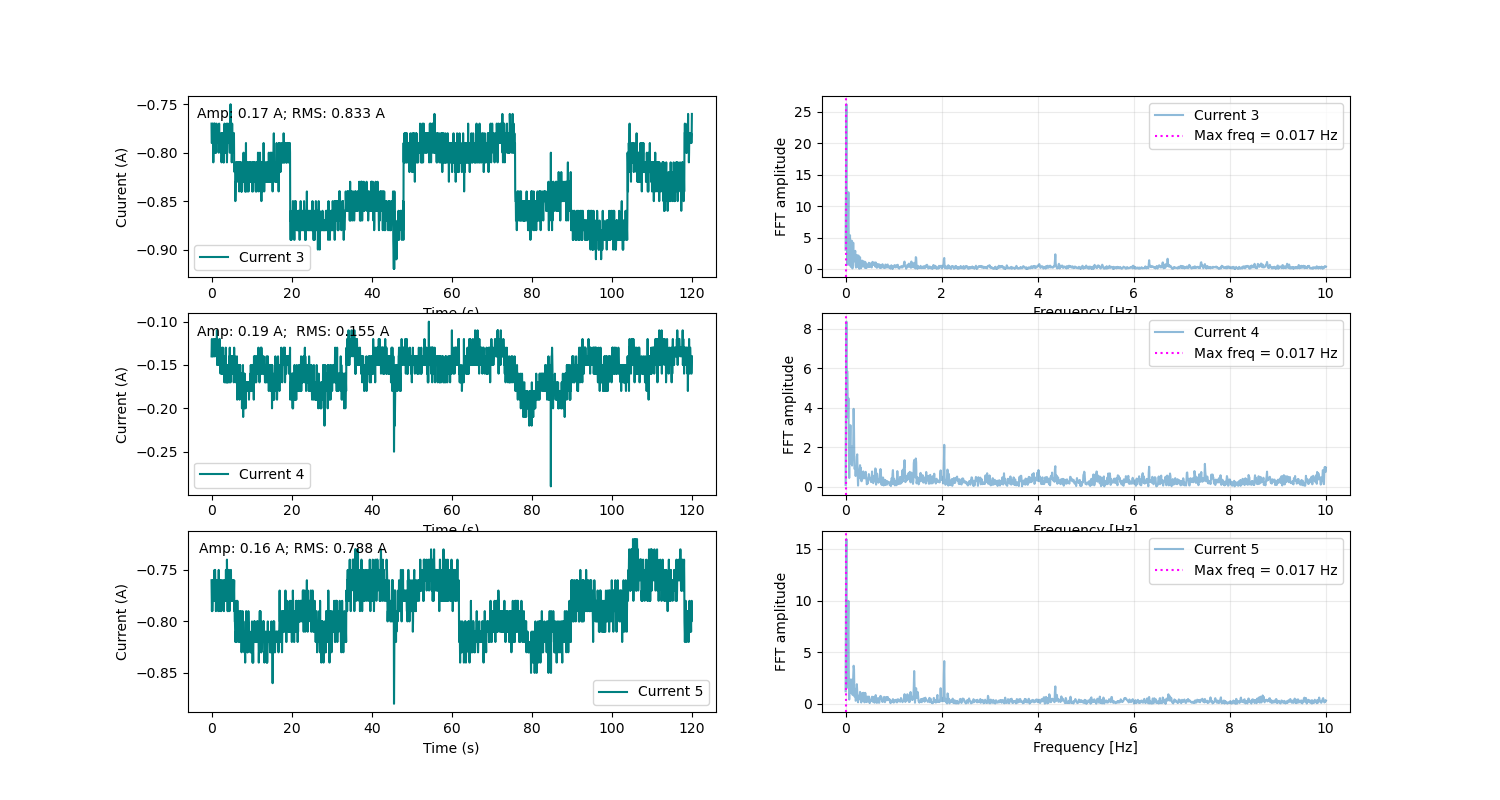 −0.75
−0.80
−0.85
−0.90
Cuurent (A)
Amp: 0.17 A; RMS: 0.833 A
Current 3
0 20 40 60 80 100 120
Time (s)
25
20
15
10
5
0
FFT amplitude
Current 3
Max freq = 0.017 Hz
0 2 4 6 8 10
Frequency [Hz]
−0.10
−0.15
−0.20
−0.25
Current (A)
Amp: 0.19 A;  RMS: 0.155 A
Current 4
0 20 40 60 80 100 120
Time (s)
8
6
4
2
0
FFT amplitude
Current 4
Max freq = 0.017 Hz
0 2 4 6 8 10
Frequency [Hz]
−0.75
−0.80
−0.85
Current (A)
Amp: 0.16 A; RMS: 0.788 A
Current 5
0 20 40 60 80 100 120
Time (s)
15
10
5
0
FFT amplitude
Current 5
Max freq = 0.017 Hz
0 2 4 6 8 10
Frequency [Hz]